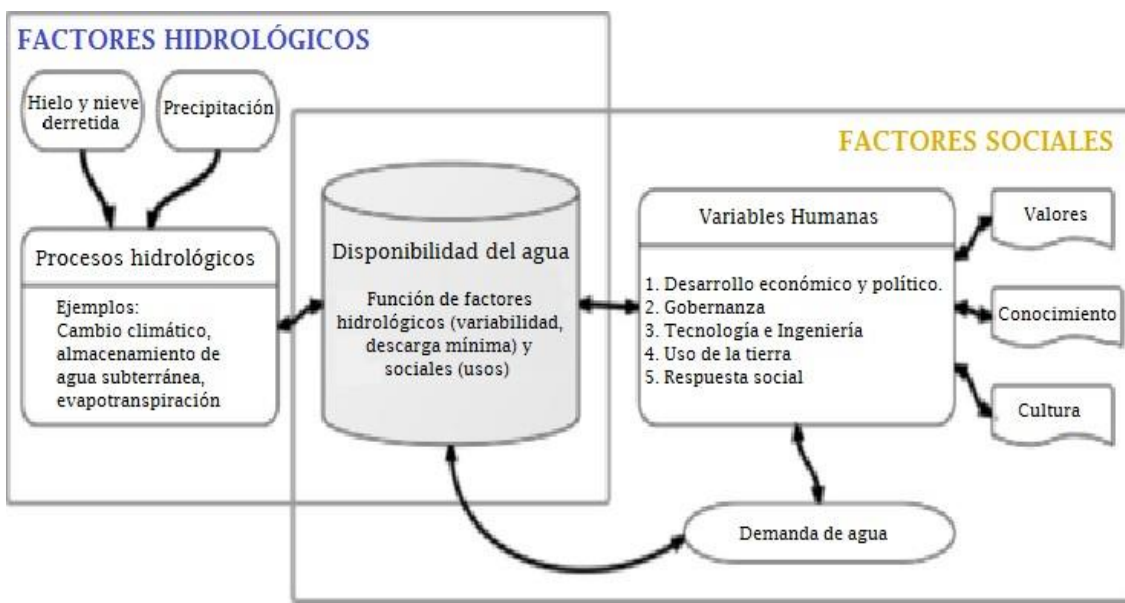 FACTORES HIDROLÓGICOS
Hielo y nieve
derretida
Precipitación
Procesos hidrológicos
Ejemplos:
Cambio climático,
almacenamiento de
agua subterránea,
evapotranspiración
Disponibilidad del agua
Función de factores
hidrológicos (variabilidad,
descarga mínima) y
sociales (usos)
FACTORES SOCIALES
Variables Humanas
1. Desarrollo económico y político.
2. Gobernanza
3. Tecnología e Ingeniería
4. Uso de la tierra
5. Respuesta social
Valores
Conocimiento
Cultura
Demanda de agua